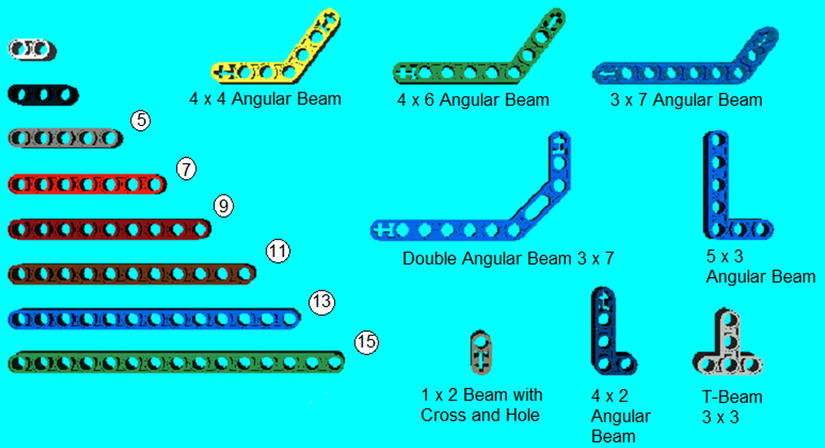 4 x 4 Angular Beam
4 x 6 Angular Beam
3 x 7 Angular Beam
5
7
9
11
13
15
Double Angular Beam 3 x 7
5 x 3
Angular Beam
1 x 2 Beam with
Cross and Hole
4 x 2
Angular
Beam
T-Beam
3 x 3